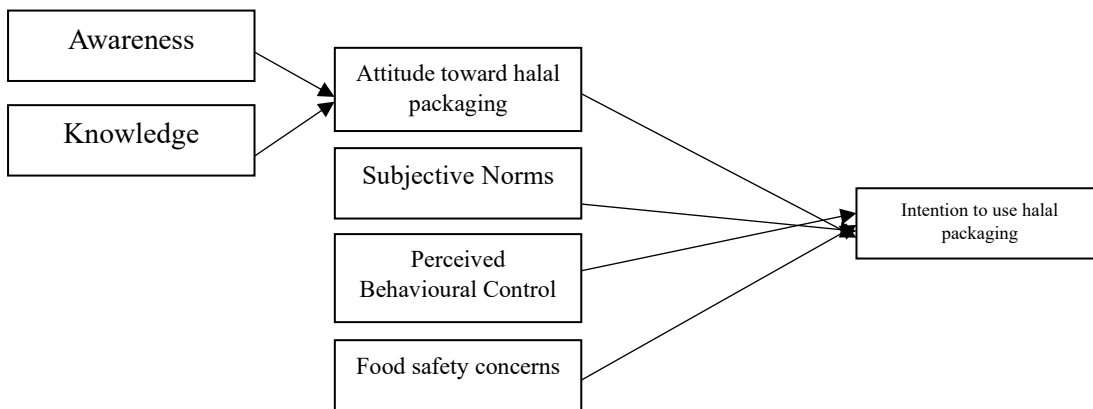 Awareness
Knowledge
Attitude toward halal
packaging
Subjective Norms
Perceived
Behavioural Control
Food safety concerns
Intention to use halal
packaging